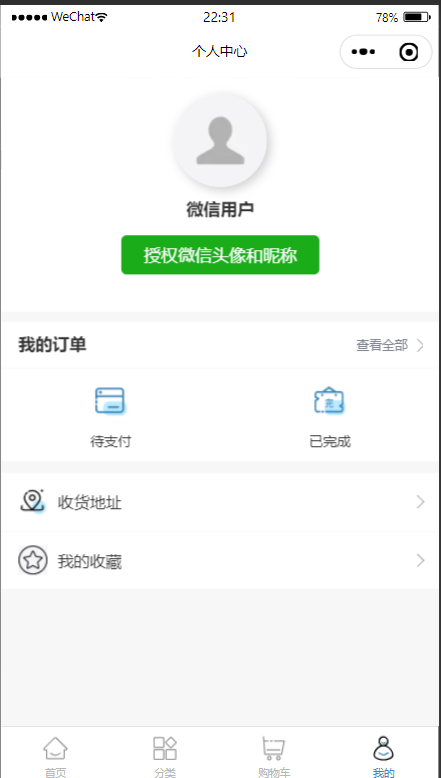 WeChat 22:31 78%
个人中心
微信用户
授权微信头像和昵称
我的订单 查看全部
完
待支付 已完成
收货地址
我的收藏
首页 分类 购物车 我的